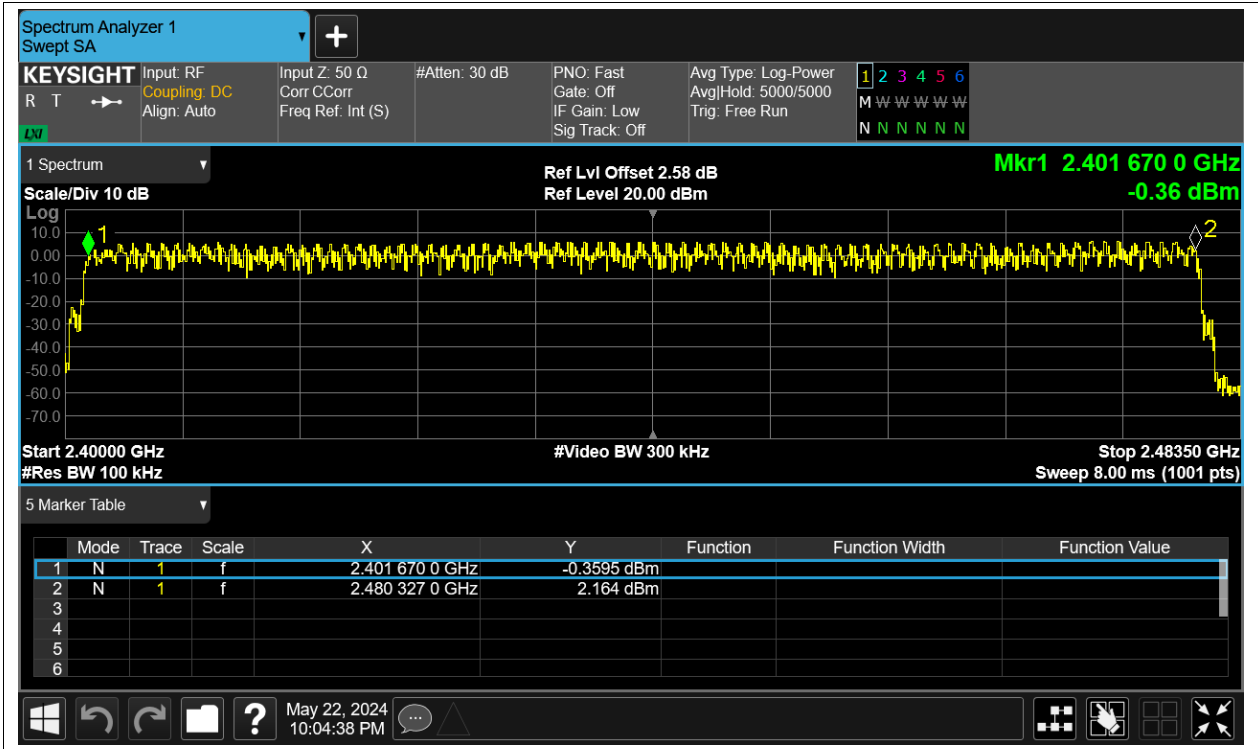 Spectrum Analyzer 1
Swept SA
KEYSIGHT
R T
LXI
Input: RF
Coupling: DC
Align: Auto
Input Z: 50 Ω
Corr CCorr
Freq Ref: Int (S)
#Atten: 30 dB
PNO: Fast
Gate: Off
IF Gain: Low
Sig Track: Off
Avg Type: Log-Power
Avg|Hold: 5000/5000
Trig: Free Run
1 2 3 4 5 6
M W W W W W
N N N N N N
1 Spectrum
Scale/Div 10 dB
Ref Lvl Offset 2.58 dB
Ref Level 20.00 dBm
Mkr1 2.401 670 0 GHz
-0.36 dBm
Log
10.0
0.00
-10.0
-20.0
-30.0
-40.0
-50.0
-60.0
-70.0
1
2
Start 2.40000 GHz
#Res BW 100 kHz
#Video BW 300 kHz
Stop 2.48350 GHz
Sweep 8.00 ms (1001 pts)
5 Marker Table
Mode Trace Scale X Y Function Function Width Function Value
1 N 1 f 2.401 670 0 GHz -0.3595 dBm
2 N 1 f 2.480 327 0 GHz 2.164 dBm
3
4
5
6
?
May 22, 2024
10:04:38 PM